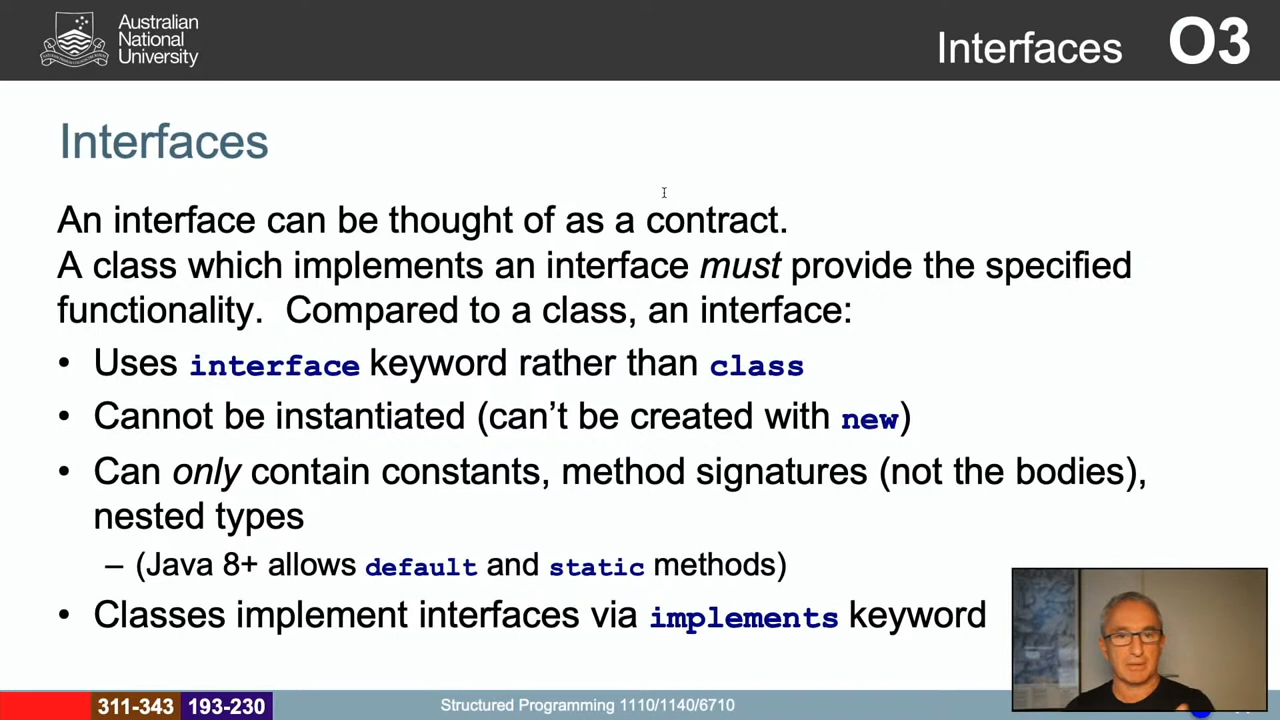 Australian
National
University
Interfaces O3
Interfaces
An interface can be thought of as a contract.
A class which implements an interface must provide the specified
functionality. Compared to a class, an interface:
• Uses interface keyword rather than class
• Cannot be instantiated (can't be created with new)
• Can only contain constants, method signatures (not the bodies),
nested types
– (Java 8+ allows default and static methods)
• Classes implement interfaces via implements keyword
311-343 193-230 Structured Programming 1110/1140/6710